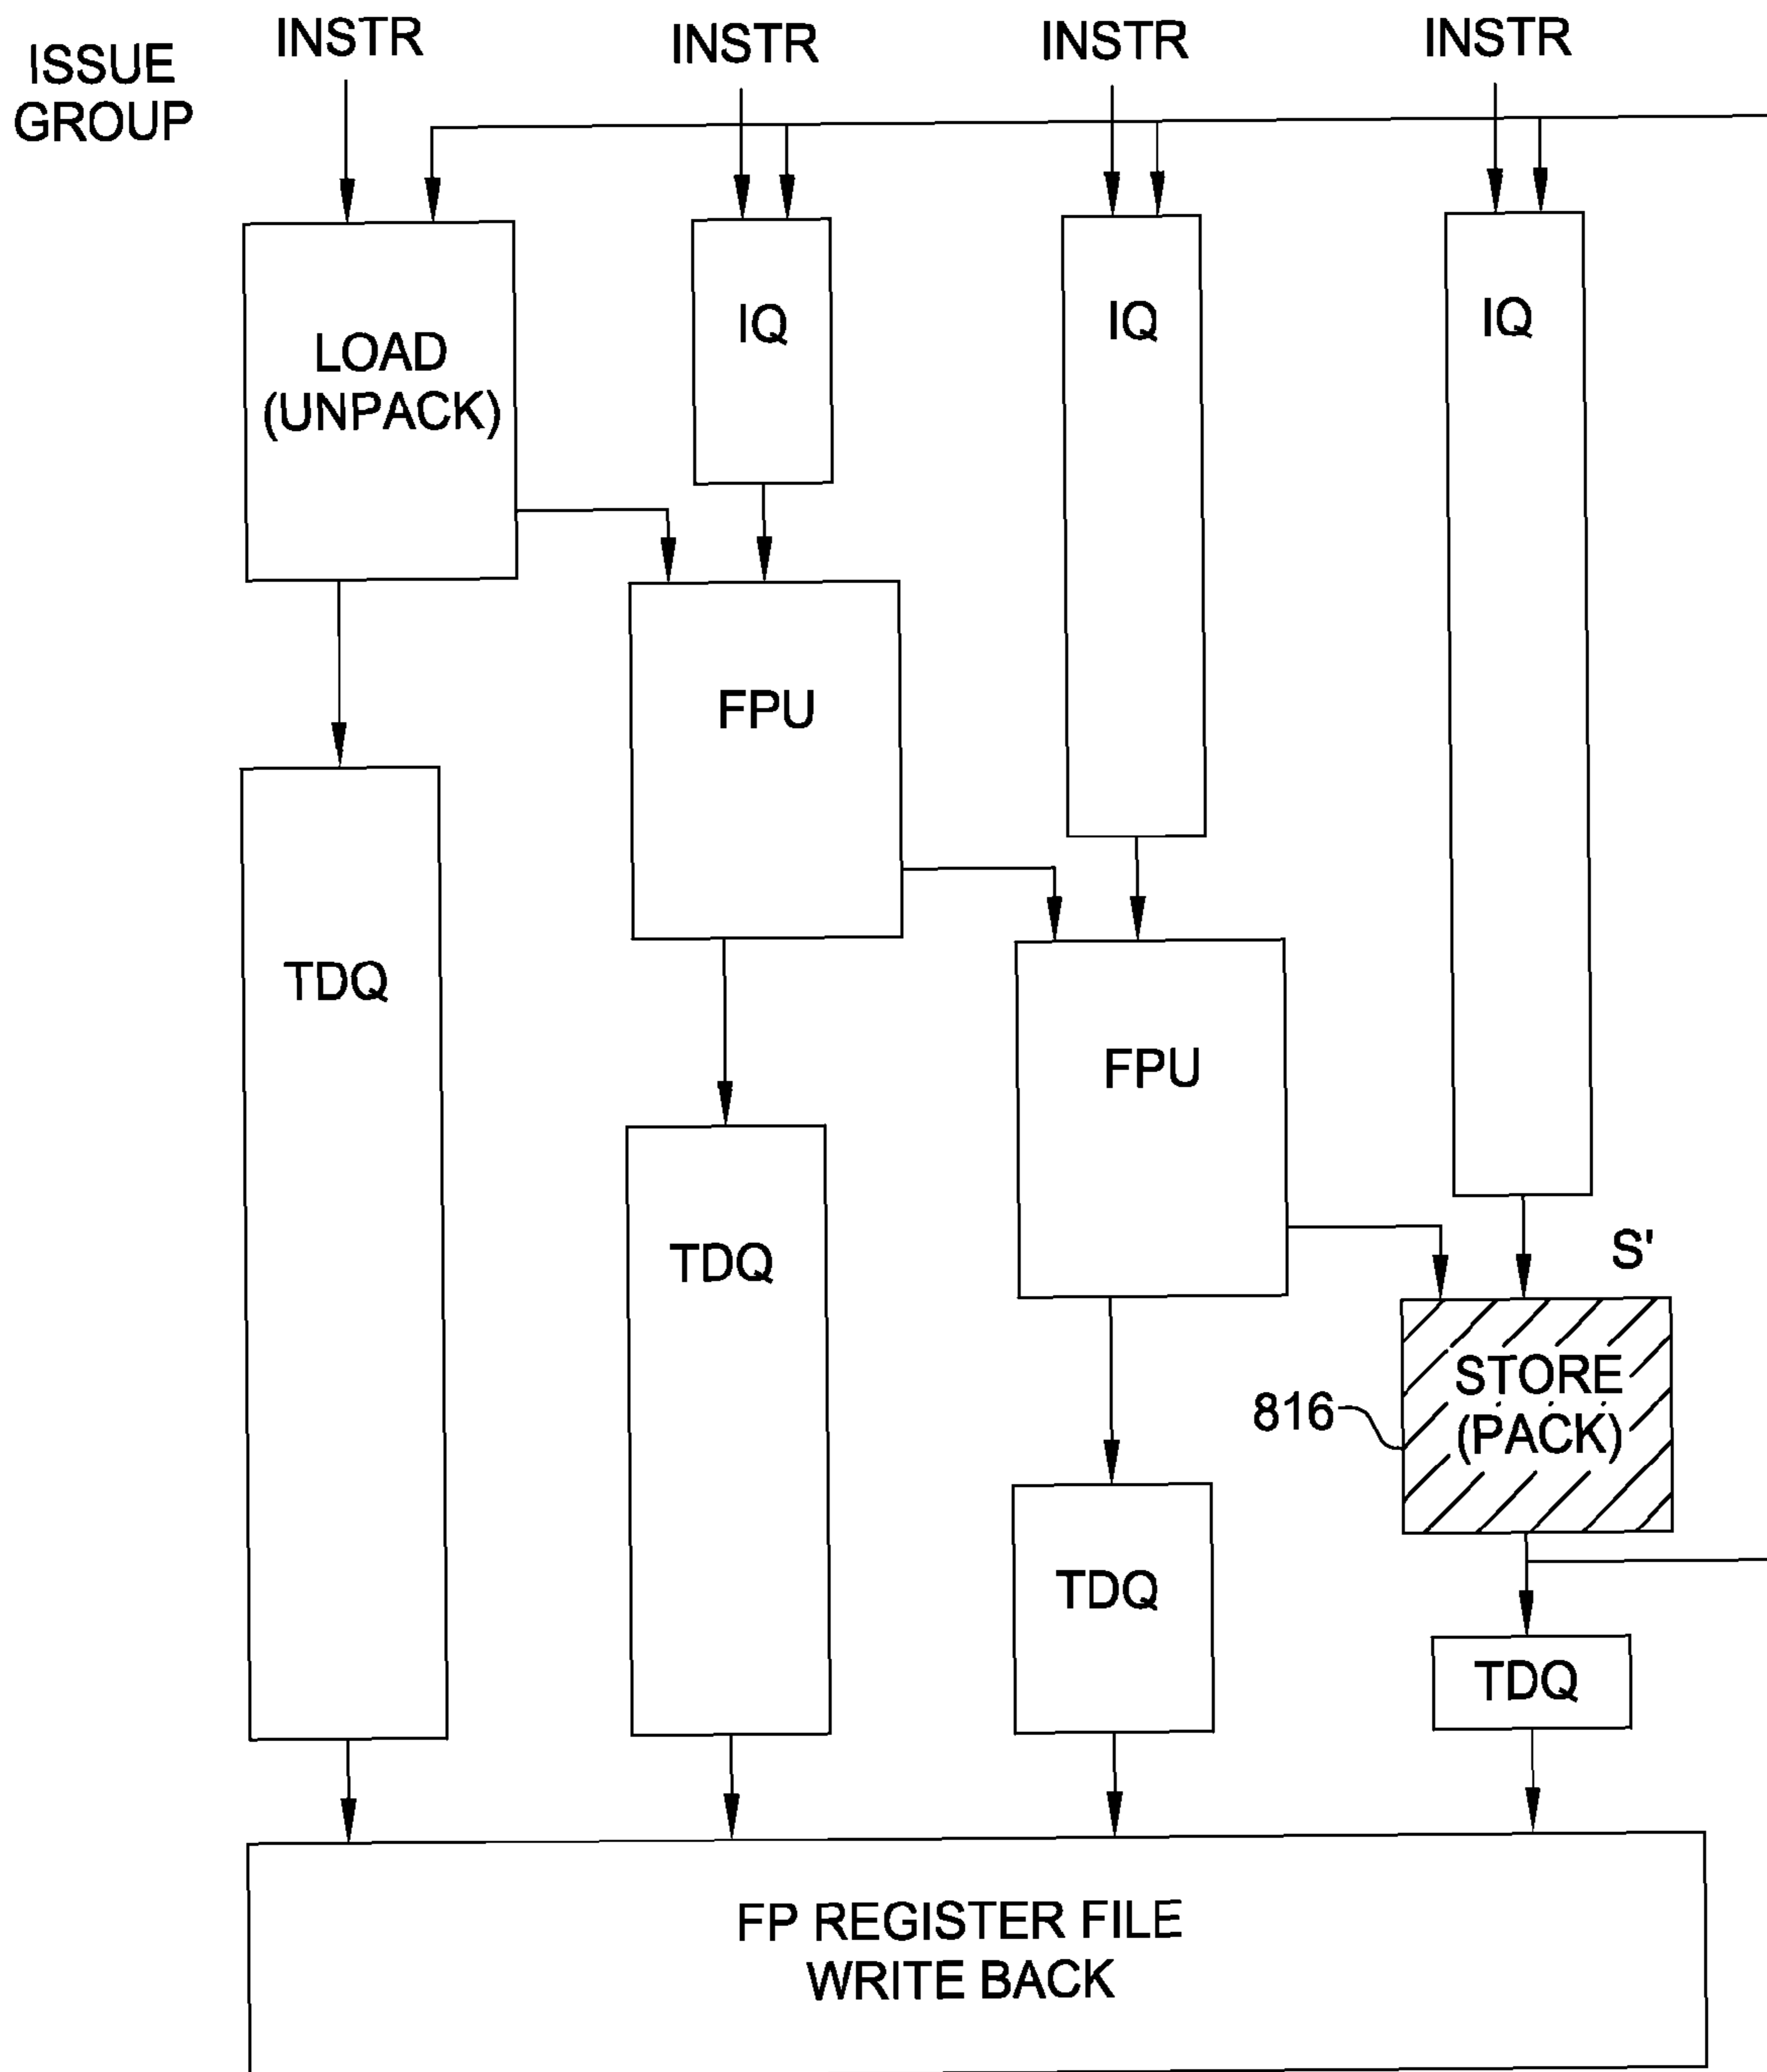 INSTR
INSTR
INSTR
INSTR
ISSUE
GROUP
IQ
IQ
IQ
LOAD
(UNPACK)
FPU
TDQ
FPU
TDQ
S'
STORE
(PACK)
816
TDQ
TDQ
FP REGISTER FILE
WRITE BACK